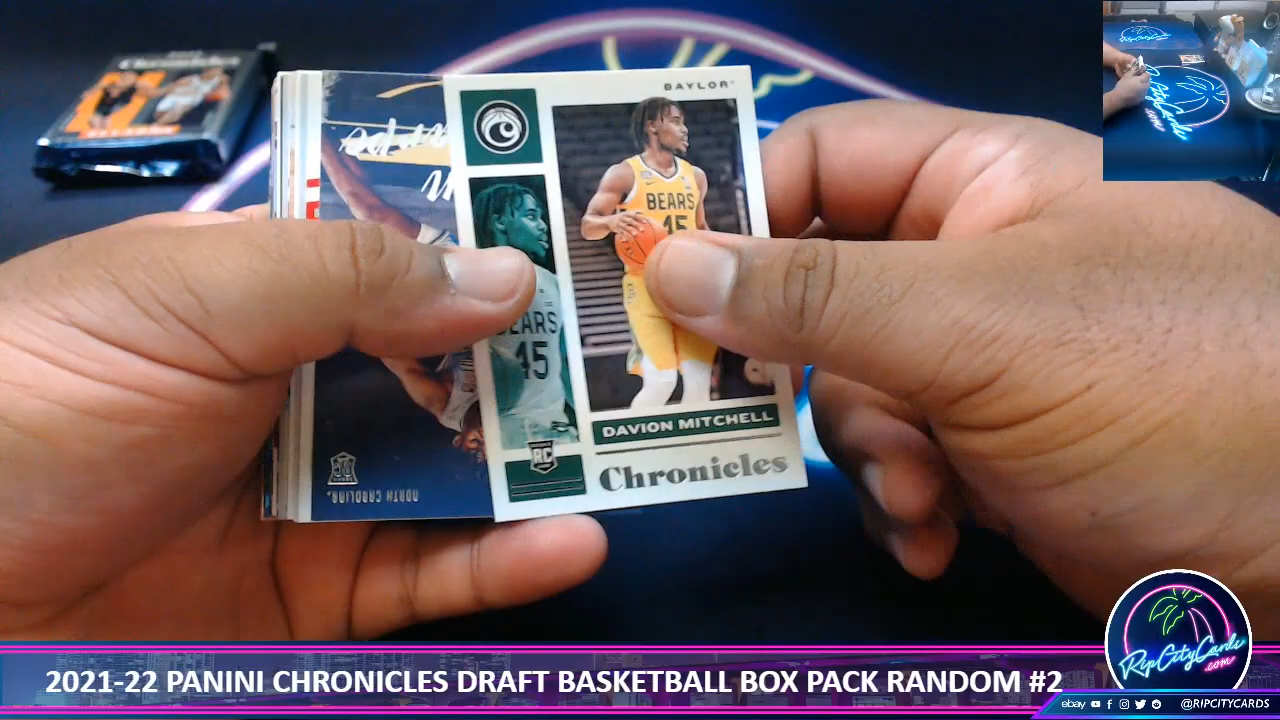 Chronicles
BAYLOR
BEARS
15
BEARS
45
DAVION MITCHELL
RC
Chronicles
NORTH CAROLINA
RipCityCards
.com
2021-22 PANINI CHRONICLES DRAFT BASKETBALL BOX PACK RANDOM #2
ebay
@RIPCITYCARDS